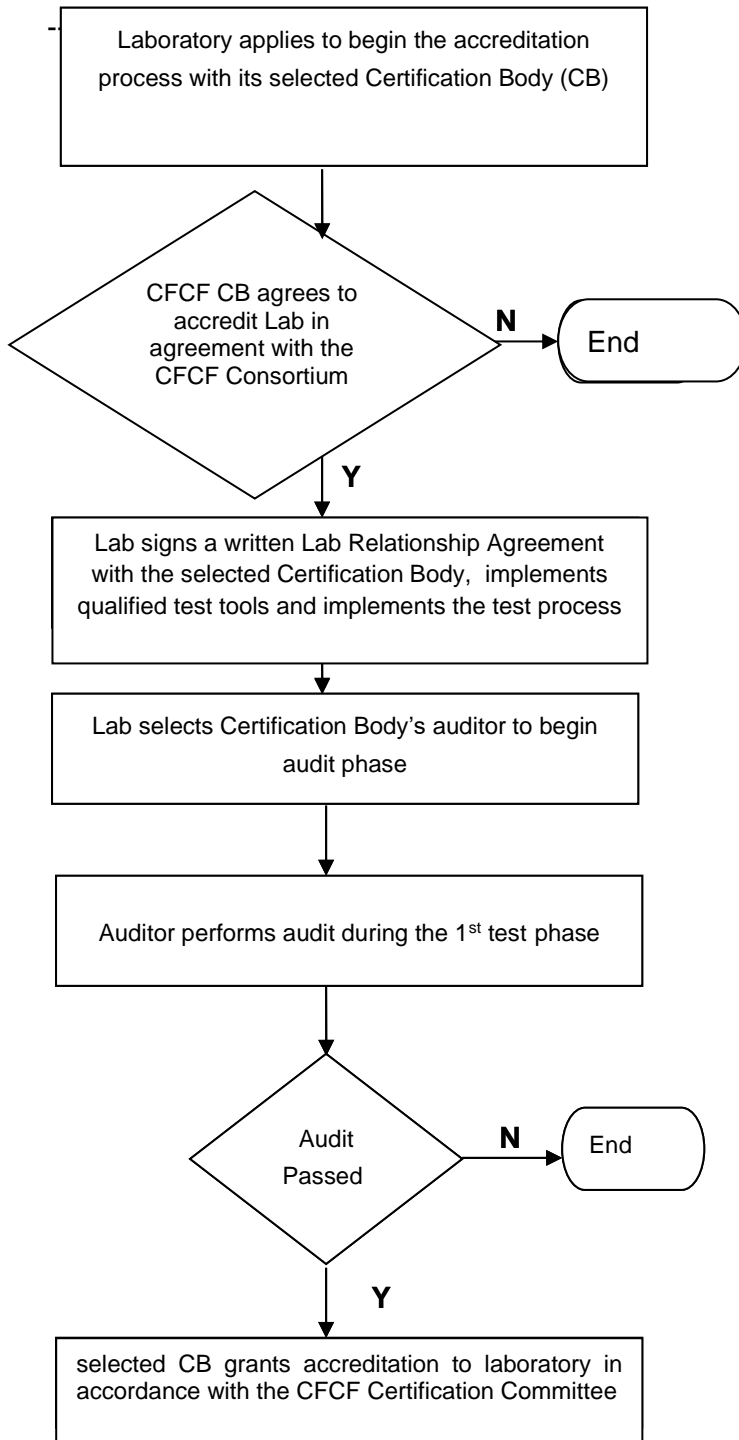 Laboratory applies to begin the accreditation
process with its selected Certification Body (CB)
CFCF CB agrees to
accredit Lab in
agreement with the
CFCF Consortium
N
End
Y
Lab signs a written Lab Relationship Agreement
with the selected Certification Body, implements
qualified test tools and implements the test process
Lab selects Certification Body’s auditor to begin
audit phase
Auditor performs audit during the 1st test phase
Audit
Passed
N
End
Y
selected CB grants accreditation to laboratory in
accordance with the CFCF Certification Committee